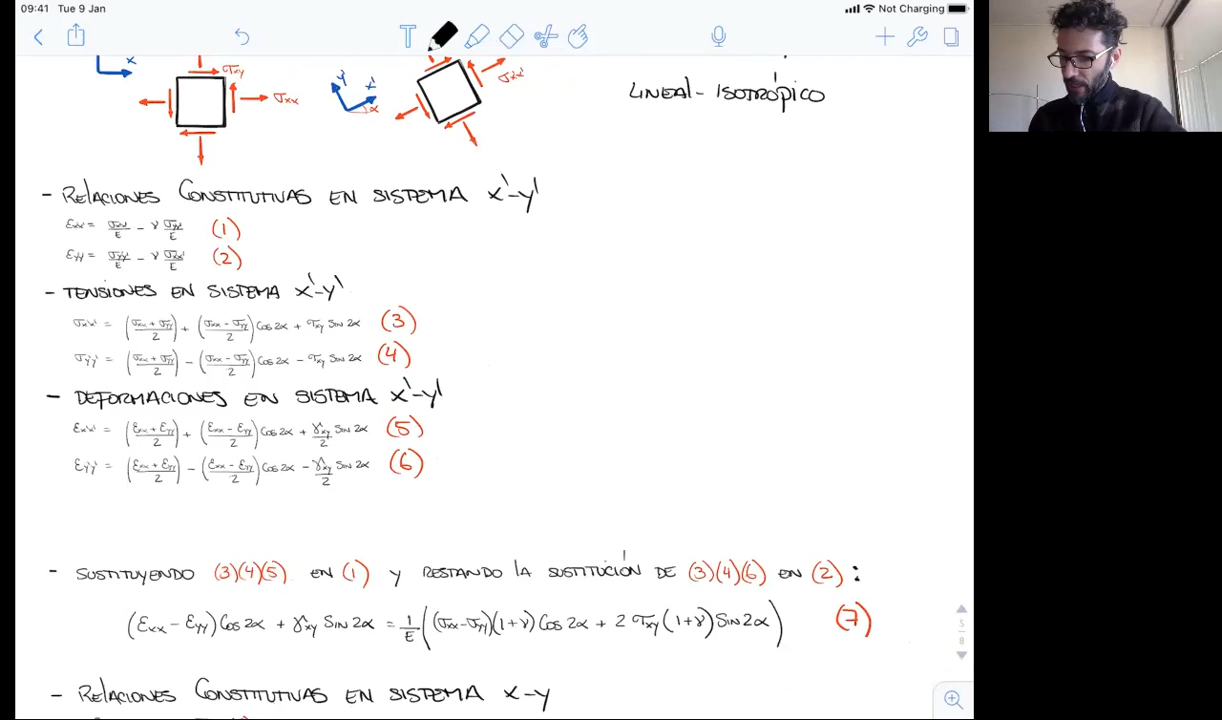 09:41 Tue 9 Jan
Not Charging
T
x
σxy
σxx
y'
x'
α
σx'x'
LINEAL - ISOTRÓPICO
- RELACIONES CONSTITUTIVAS EN SISTEMA x'-y'
εx'x' = σx'x'/E - ν σy'y'/E (1)
εy'y' = σy'y'/E - ν σx'x'/E (2)
- TENSIONES EN SISTEMA x'-y'
σx'x' = ((σxx + σyy)/2) + ((σxx - σyy)/2) Cos 2α + σxy Sin 2α (3)
σy'y' = ((σxx + σyy)/2) - ((σxx - σyy)/2) Cos 2α - σxy Sin 2α (4)
- DEFORMACIONES EN SISTEMA x'-y'
εx'x' = ((εxx + εyy)/2) + ((εxx - εyy)/2) Cos 2α + γxy/2 Sin 2α (5)
εy'y' = ((εxx + εyy)/2) - ((εxx - εyy)/2) Cos 2α - γxy/2 Sin 2α (6)
- SUSTITUYENDO (3)(4)(5) EN (1) Y RESTANDO LA SUSTITUCIÓN DE (3)(4)(6) EN (2):
(εxx - εyy) Cos 2α + γxy Sin 2α = 1/E ((σxx - σyy)(1+ν) Cos 2α + 2 σxy (1+ν) Sin 2α) (7)
- RELACIONES CONSTITUTIVAS EN SISTEMA x-y
5
8